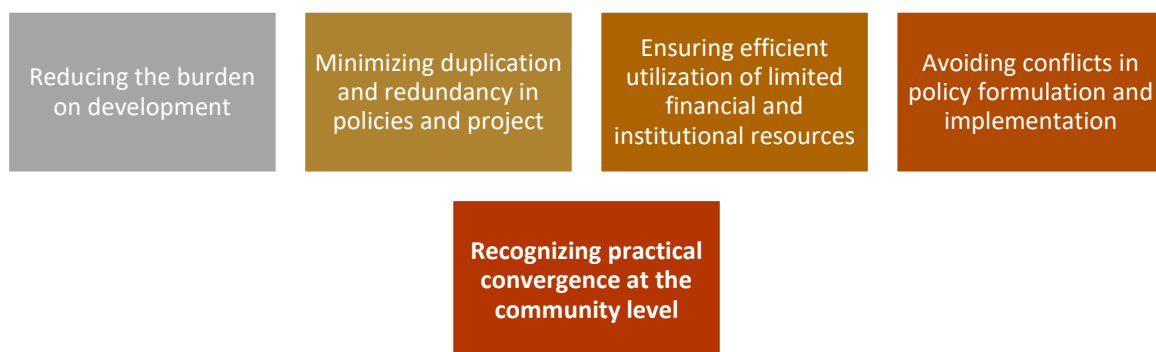 Reducing the burden
on development
Minimizing duplication
and redundancy in
policies and project
Ensuring efficient
utilization of limited
financial and
institutional resources
Avoiding conflicts in
policy formulation and
implementation
Recognizing practical
convergence at the
community level